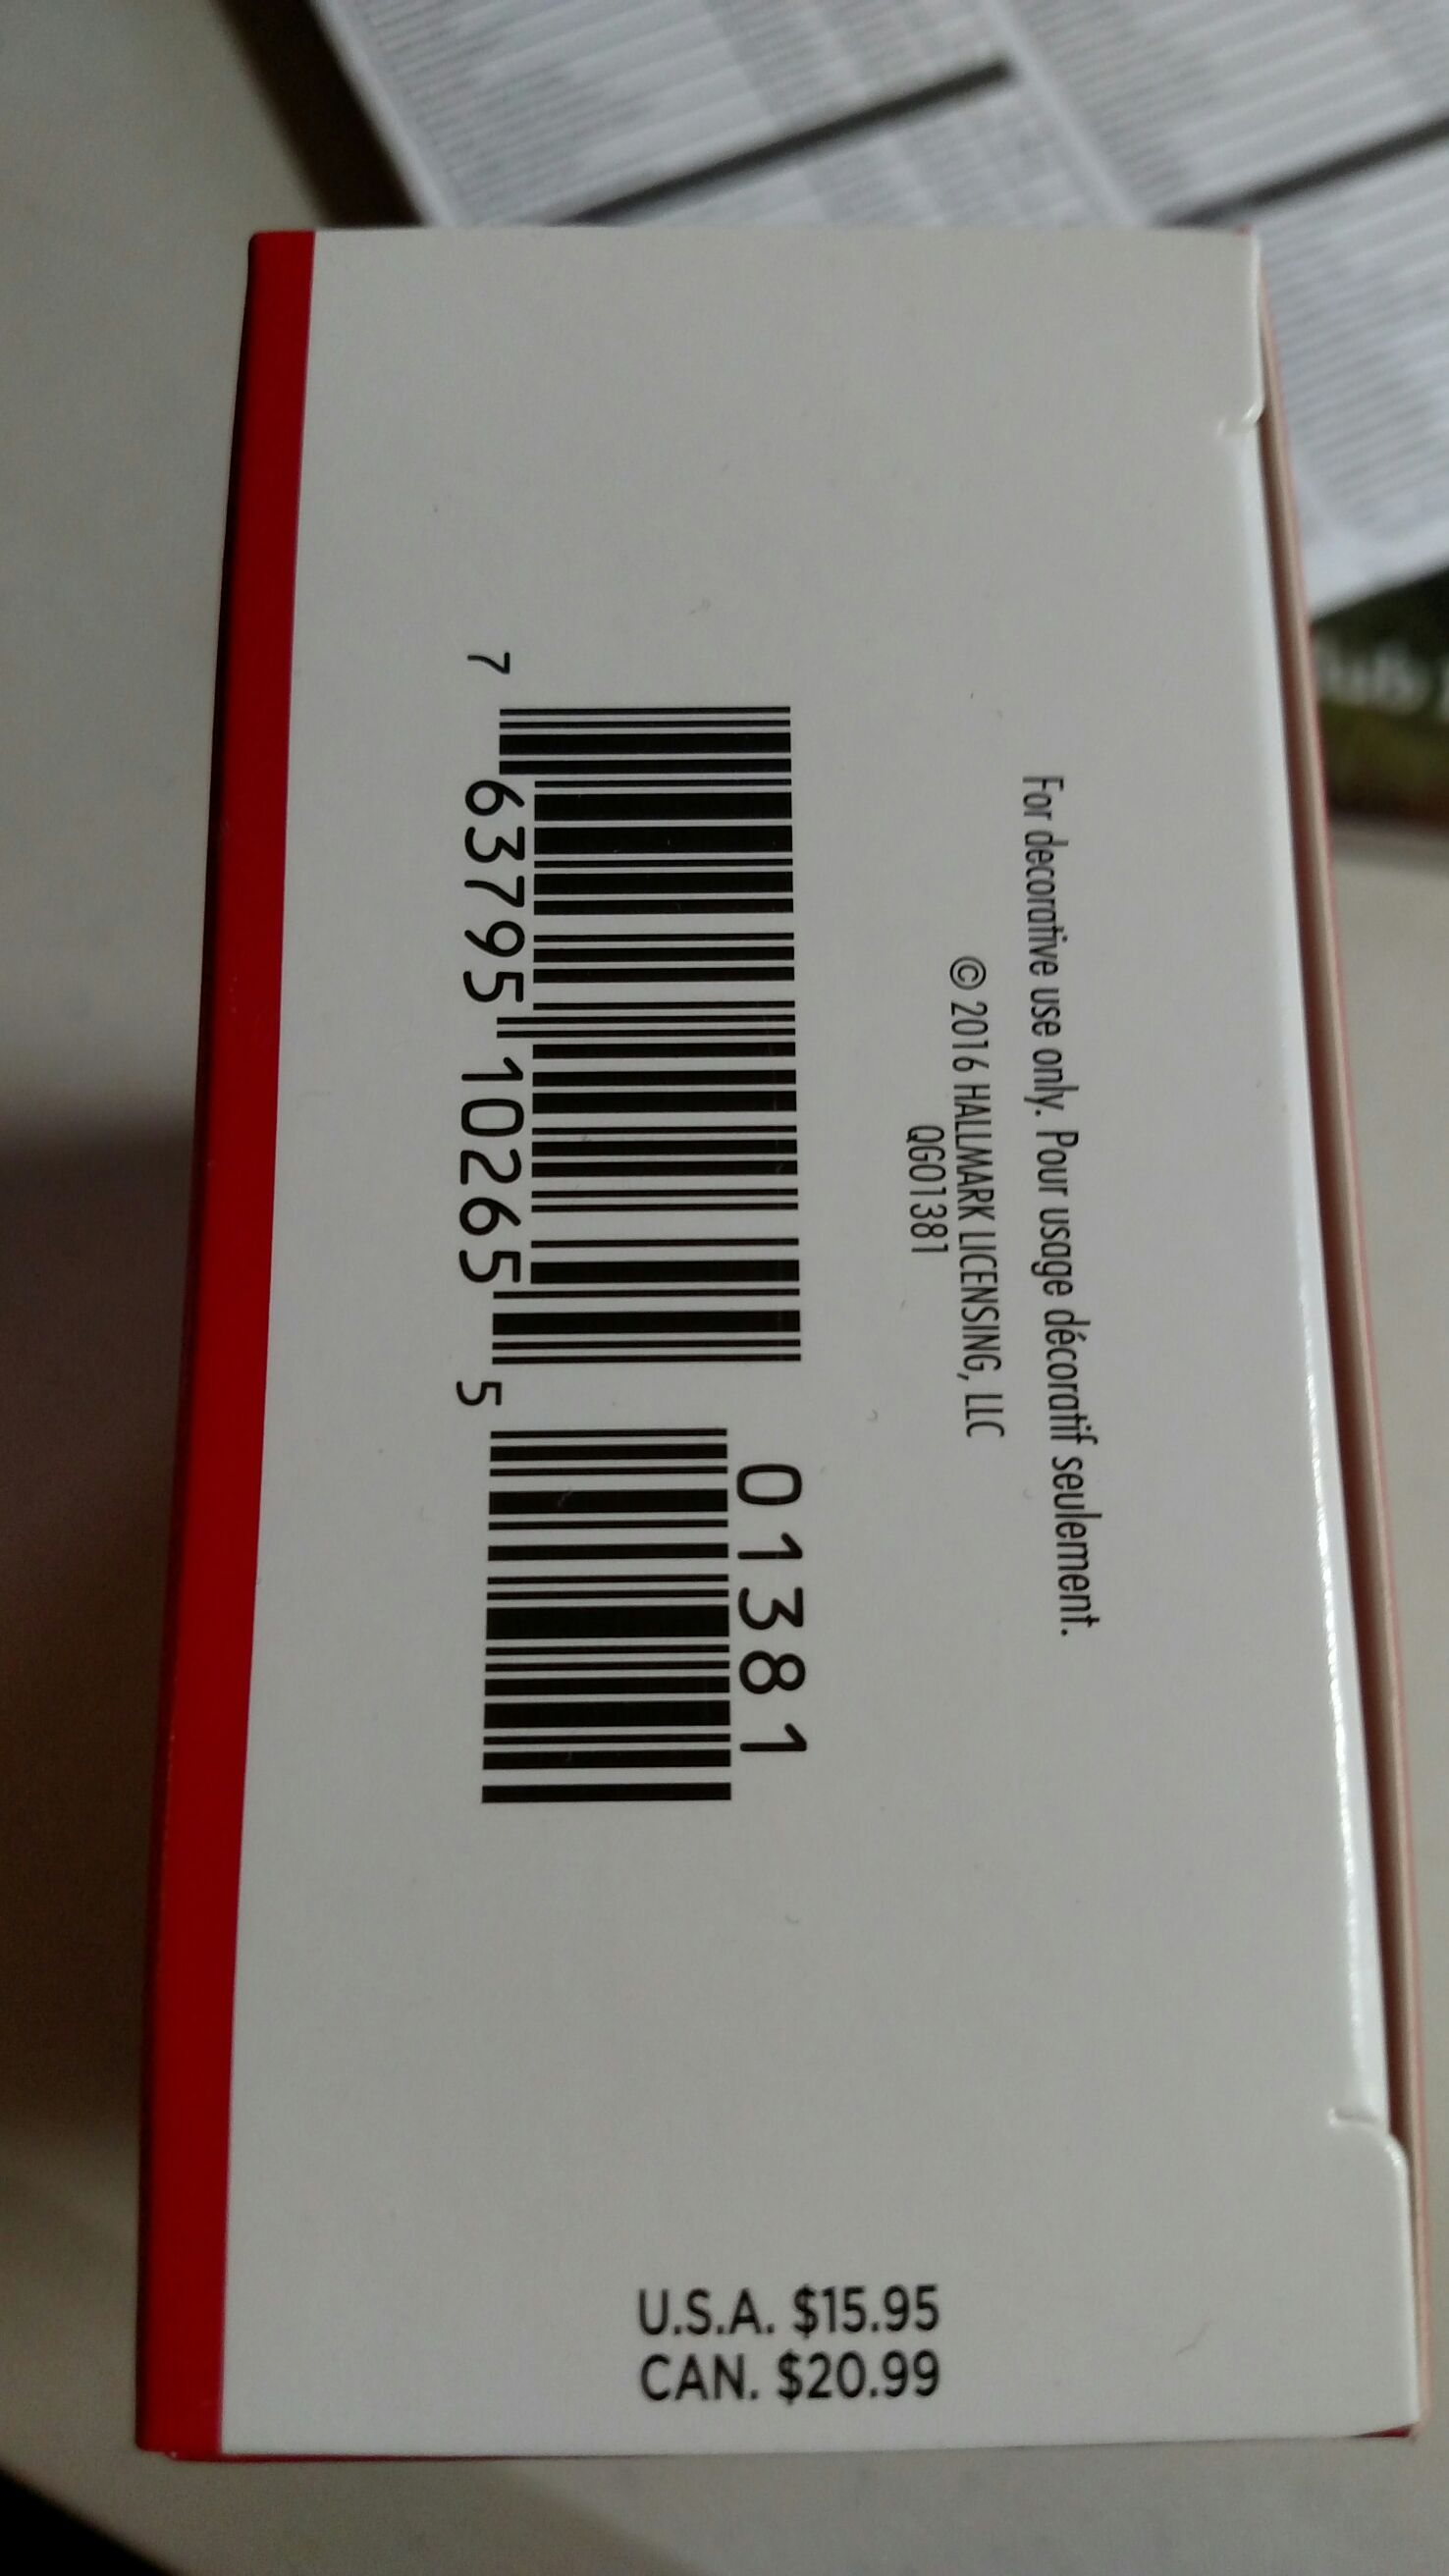 For decorative use only. Pour usage décoratif seulement.
© 2016 HALLMARK LICENSING, LLC
QGO1381
0 1 3 8 1
7 63795 10265 5
U.S.A. $15.95
CAN. $20.99